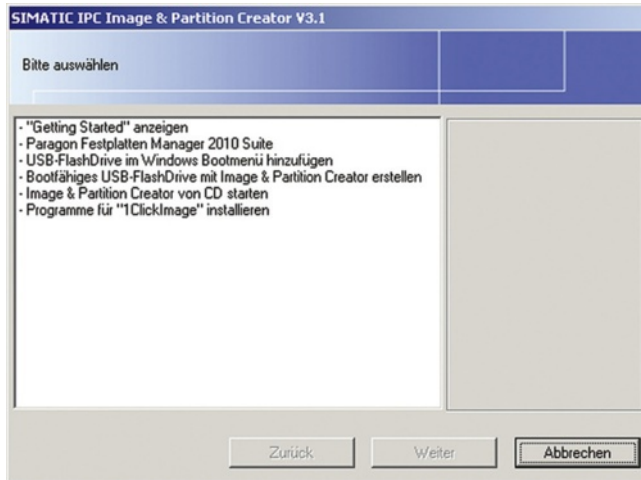 SIMATIC IPC Image & Partition Creator V3.1
Bitte auswählen
- "Getting Started" anzeigen
- Paragon Festplatten Manager 2010 Suite
- USB-FlashDrive im Windows Bootmenü hinzufügen
- Bootfähiges USB-FlashDrive mit Image & Partition Creator erstellen
- Image & Partition Creator von CD starten
- Programme für "1ClickImage" installieren
Zurück
Weiter
Abbrechen